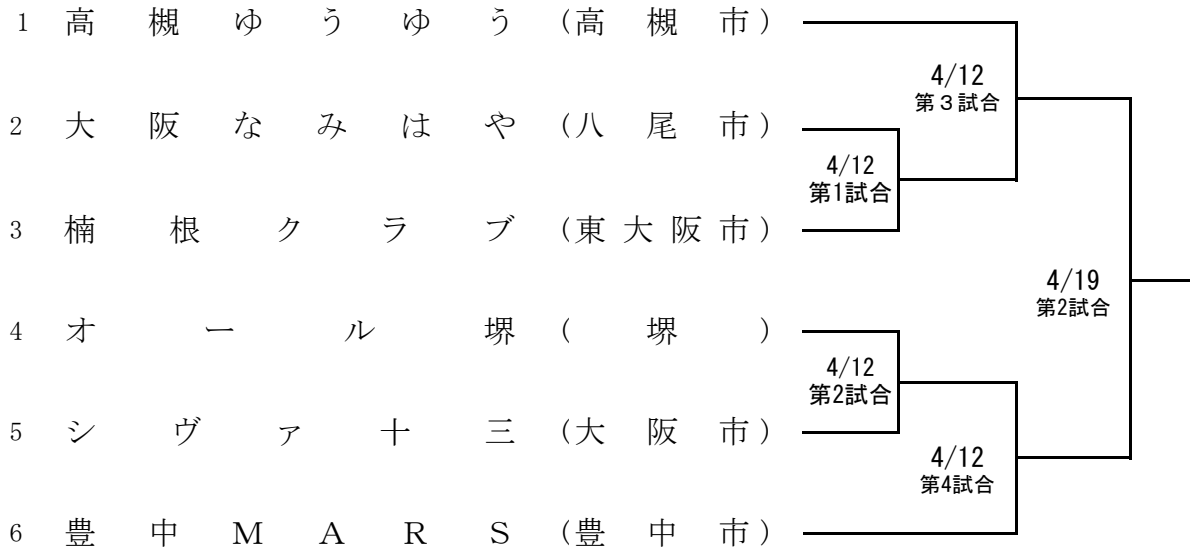 1 高槻ゆうゆう(高槻市)
4/12
第３試合
2 大阪なみはや(八尾市)
4/12
第1試合
3 楠根クラブ(東大阪市)
4/19
第2試合
4 オール堺(堺)
4/12
第2試合
5 シヴァ十三(大阪市)
4/12
第4試合
6 豊中ＭＡＲＳ(豊中市)